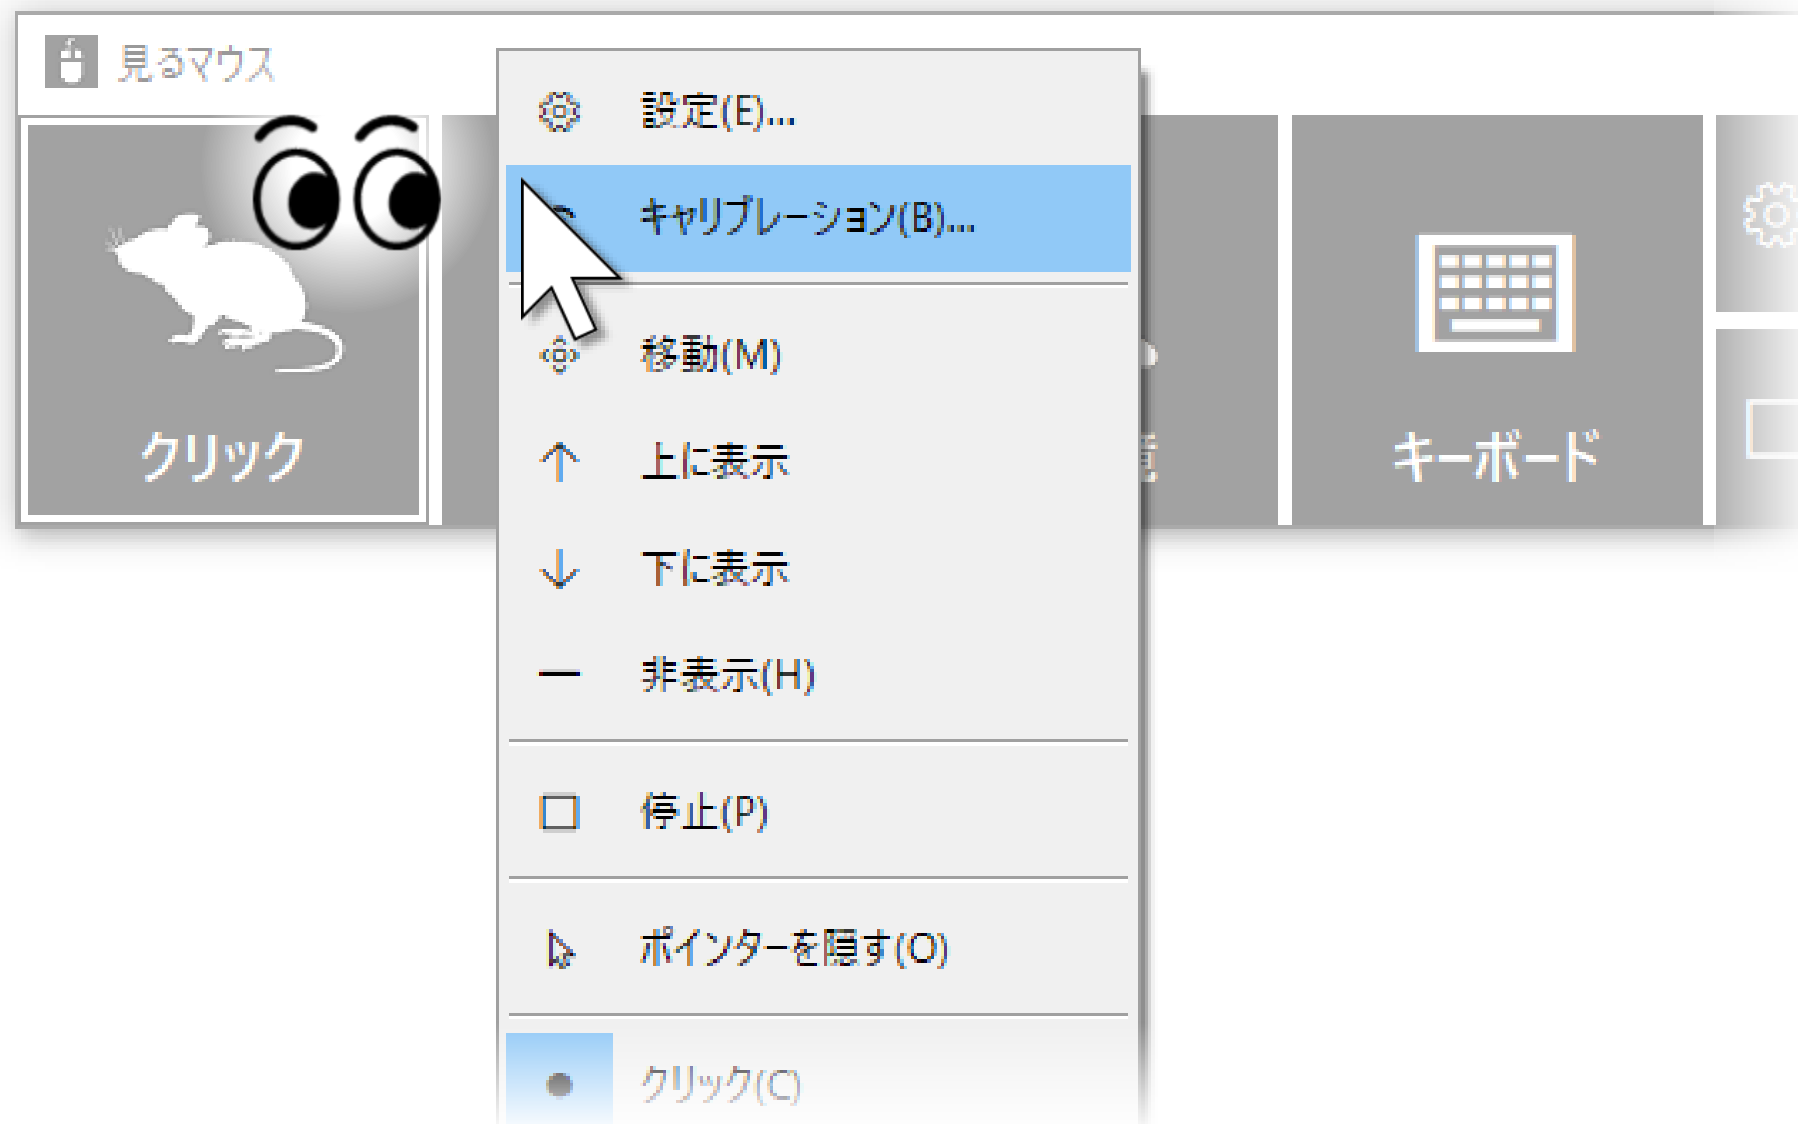 見るマウス
設定(E)...
キャリブレーション(B)...
移動(M)
上に表示
下に表示
非表示(H)
停止(P)
ポインターを隠す(O)
クリック(C)
クリック
キーボード